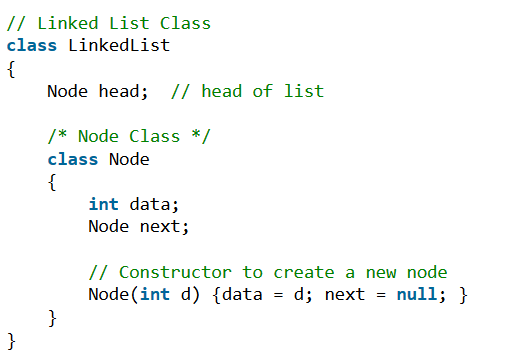 // Linked List Class
class LinkedList
{
    Node head;  // head of list

    /* Node Class */
    class Node
    {
        int data;
        Node next;

        // Constructor to create a new node
        Node(int d) {data = d; next = null; }
    }
}